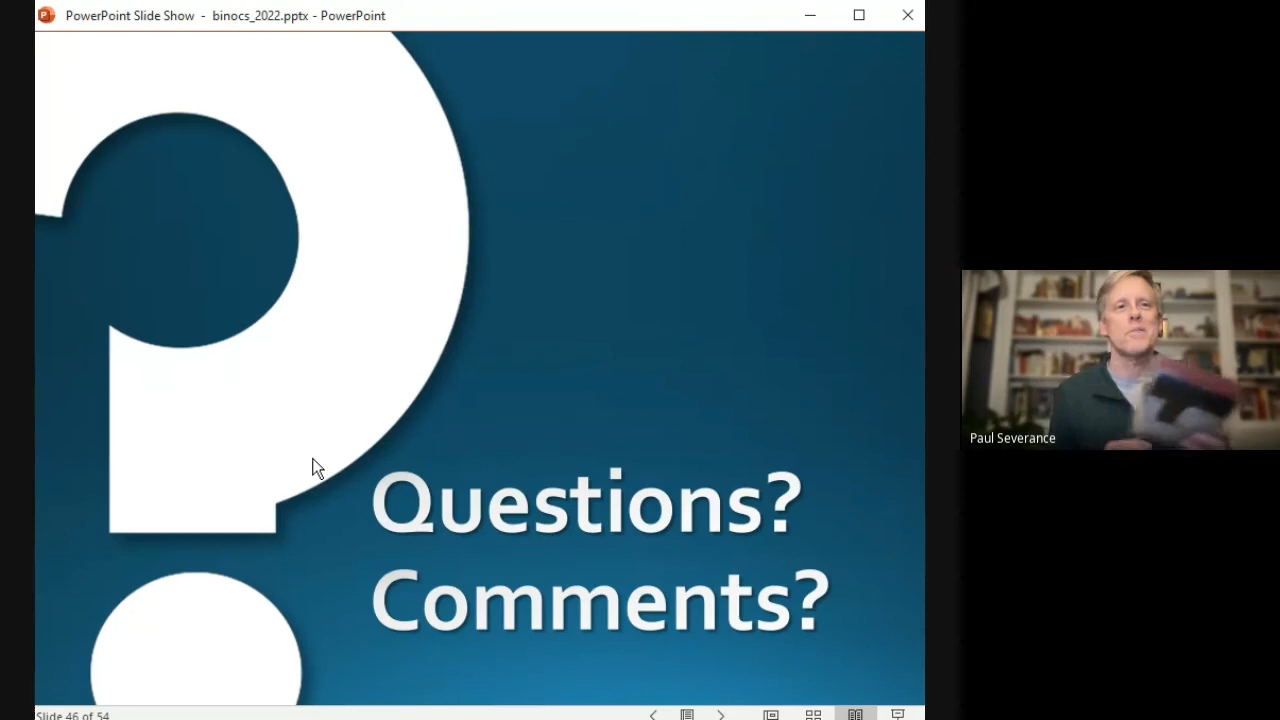 PowerPoint Slide Show - binocs_2022.pptx - PowerPoint
Questions?
Comments?
Paul Severance
Slide 46 of 54